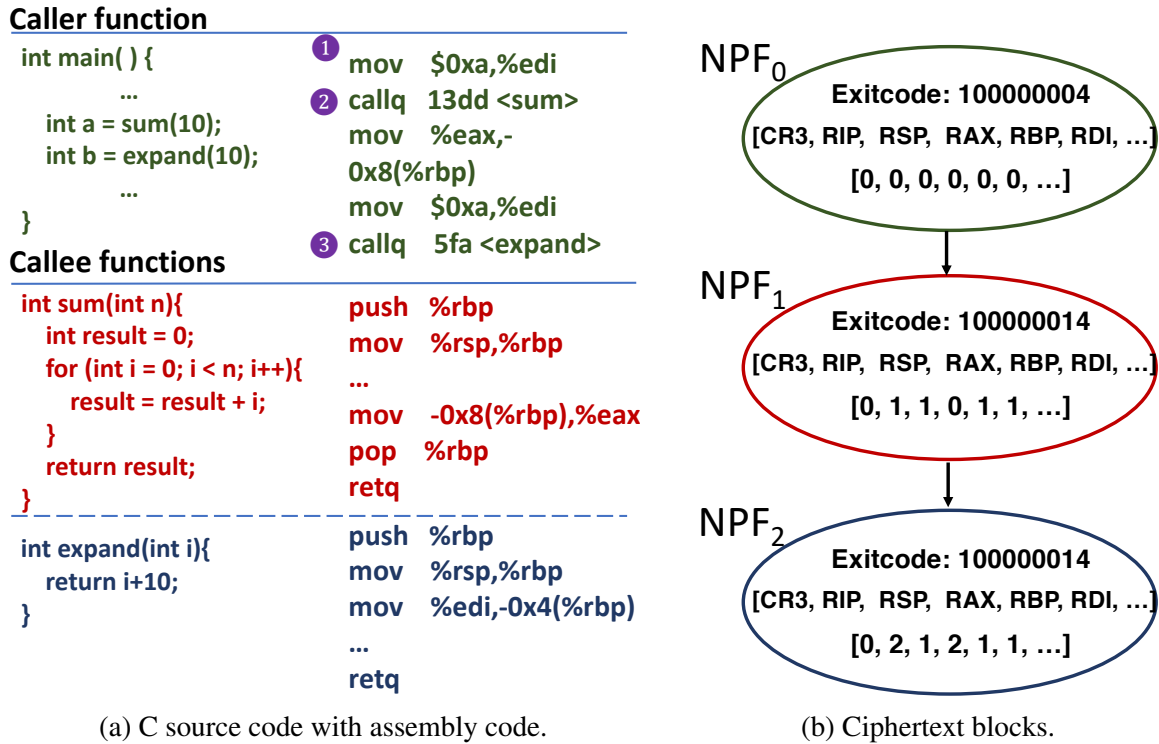 Caller function
int main( ) {
...
int a = sum(10);
int b = expand(10);
...
}
1
mov $0xa,%edi
2 callq 13dd <sum>
mov %eax,-
0x8(%rbp)
mov $0xa,%edi
3 callq 5fa <expand>
Callee functions
int sum(int n){
int result = 0;
for (int i = 0; i < n; i++){
result = result + i;
}
return result;
}
push %rbp
mov %rsp,%rbp
...
mov -0x8(%rbp),%eax
pop %rbp
retq
int expand(int i){
return i+10;
}
push %rbp
mov %rsp,%rbp
mov %edi,-0x4(%rbp)
...
retq
(a) C source code with assembly code.
NPF0
Exitcode: 100000004
[CR3, RIP, RSP, RAX, RBP, RDI, ...]
[0, 0, 0, 0, 0, 0, ...]
NPF1
Exitcode: 100000014
[CR3, RIP, RSP, RAX, RBP, RDI, ...]
[0, 1, 1, 0, 1, 1, ...]
NPF2
Exitcode: 100000014
[CR3, RIP, RSP, RAX, RBP, RDI, ...]
[0, 2, 1, 2, 1, 1, ...]
(b) Ciphertext blocks.